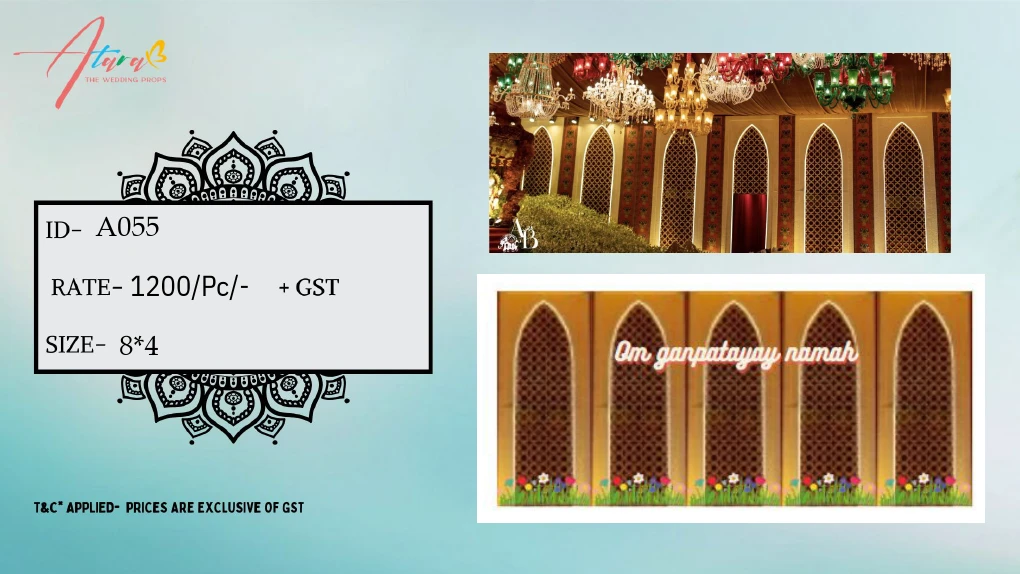 Atara
THE WEDDING PROPS
ID- A055
RATE- 1200/Pc/- + GST
SIZE- 8*4
T&C* APPLIED- PRICES ARE EXCLUSIVE OF GST
AB
Om ganpatayay namah